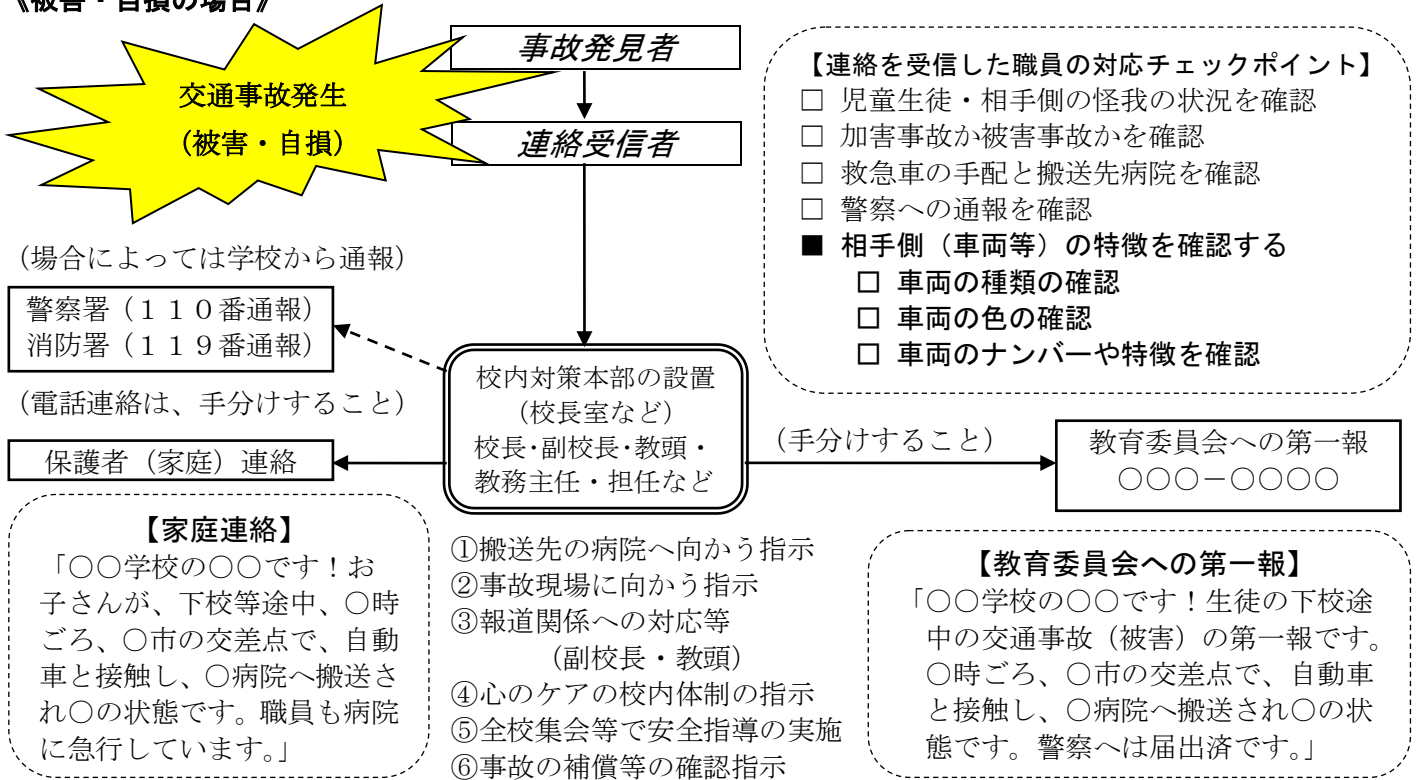 《被害・自損の場合》
交通事故発生
（被害・自損）
事故発見者
連絡受信者
【連絡を受信した職員の対応チェックポイント】
□ 児童生徒・相手側の怪我の状況を確認
□ 加害事故か被害事故かを確認
□ 救急車の手配と搬送先病院を確認
□ 警察への通報を確認
■ 相手側（車両等）の特徴を確認する
□ 車両の種類の確認
□ 車両の色の確認
□ 車両のナンバーや特徴を確認
（場合によっては学校から通報）
警察署（１１０番通報）
消防署（１１９番通報）
（電話連絡は、手分けすること）
保護者（家庭）連絡
校内対策本部の設置
（校長室など）
校長・副校長・教頭・
教務主任・担任など
（手分けすること）
教育委員会への第一報
○○○－○○○○
【家庭連絡】
「○○学校の○○です！お
子さんが、下校等途中、○時
ごろ、○市の交差点で、自動
車と接触し、○病院へ搬送さ
れ○の状態です。職員も病院
に急行しています。」
①搬送先の病院へ向かう指示
②事故現場に向かう指示
③報道関係への対応等
（副校長・教頭）
④心のケアの校内体制の指示
⑤全校集会等で安全指導の実施
⑥事故の補償等の確認指示
【教育委員会への第一報】
「○○学校の○○です！生徒の下校途
中の交通事故（被害）の第一報です。
○時ごろ、○市の交差点で、自動車
と接触し、○病院へ搬送され○の状
態です。警察へは届出済です。」